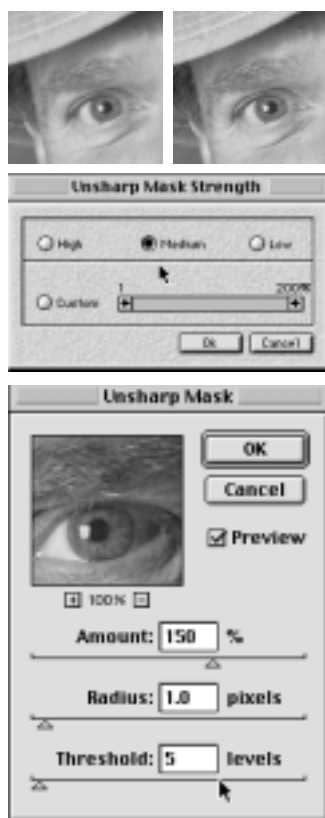 Unsharp Mask Strength
High Medium Low
1 200%
Custom
Ok Cancel
Unsharp Mask
OK
Cancel
Preview
100%
Amount: 150 %
Radius: 1.0 pixels
Threshold: 5 levels